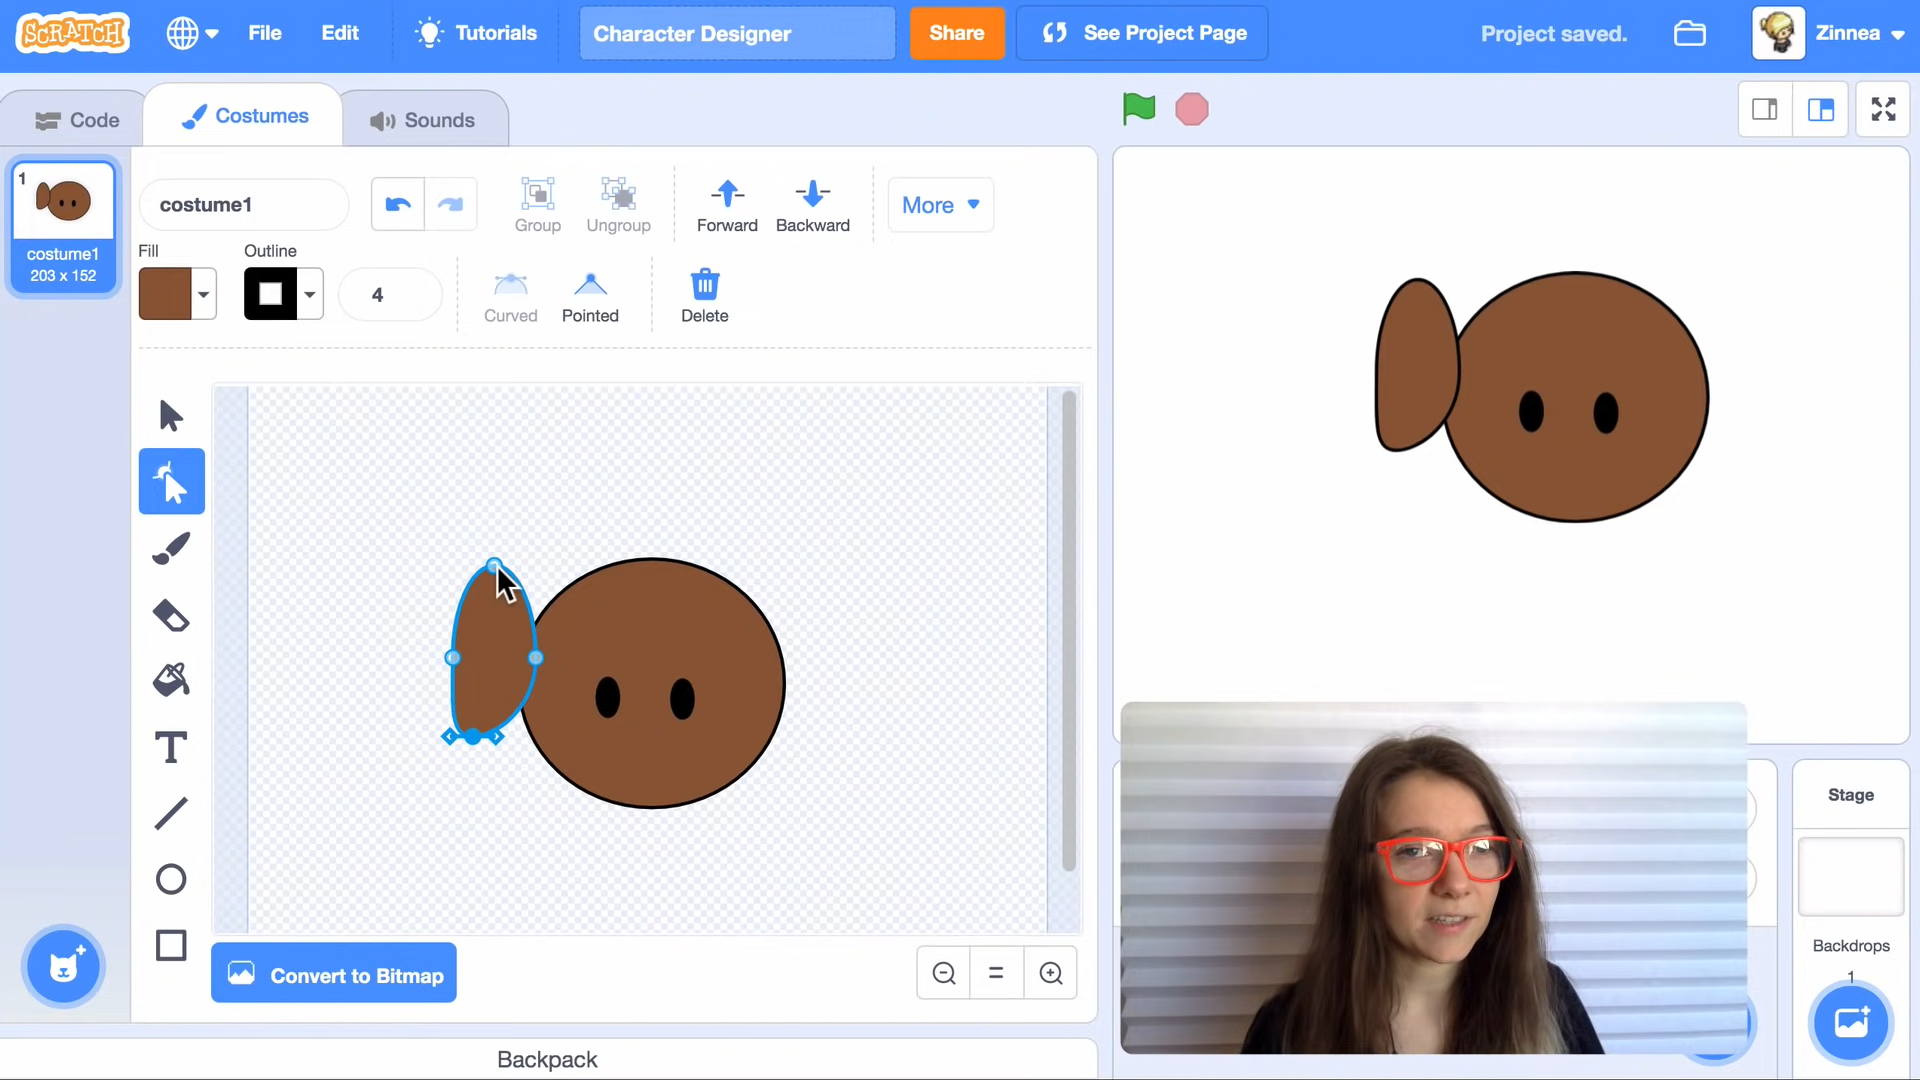 SCRATCH
File
Edit
Tutorials
Character Designer
Share
See Project Page
Project saved.
Zinnea
Code
Costumes
Sounds
1
costume1
203 x 152
costume1
Group
Ungroup
Forward
Backward
More
Fill
Outline
4
Curved
Pointed
Delete
T
Convert to Bitmap
=
Backpack
Stage
Backdrops
1